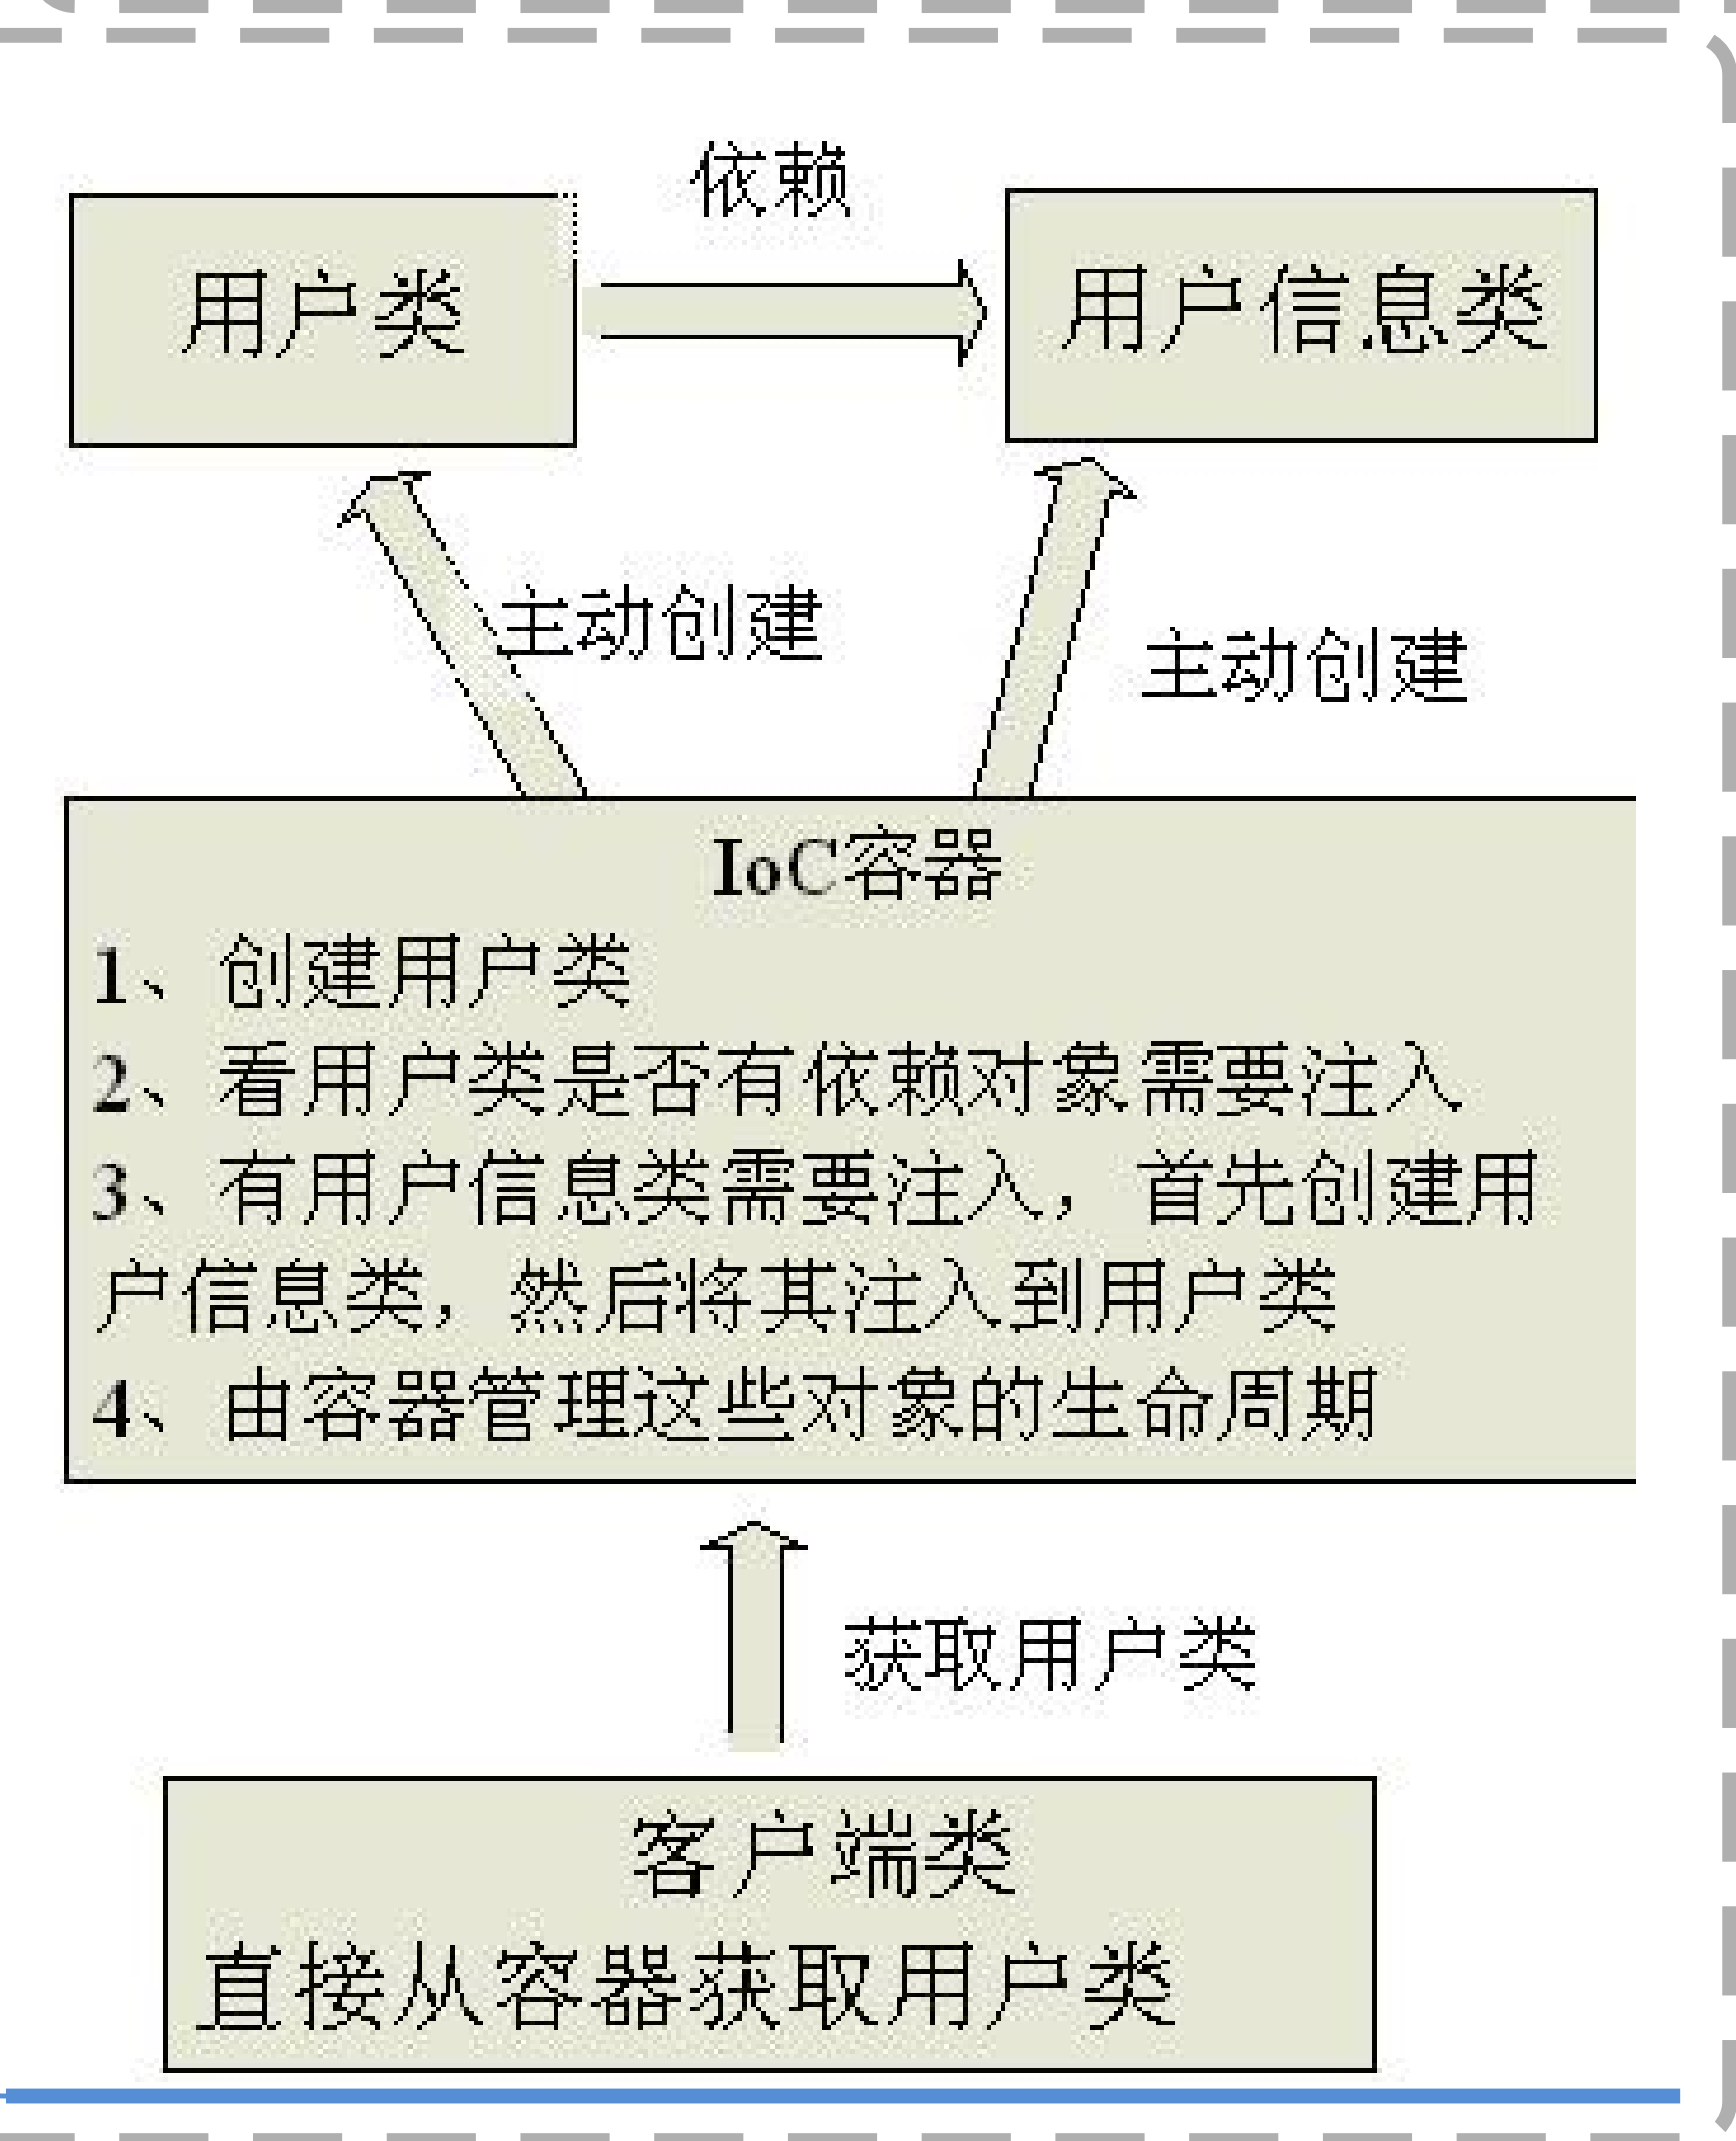 依赖
用户类
用户信息类
主动创建
主动创建
IoC容器
1、创建用户类
2、看用户类是否有依赖对象需要注入
3、有用户信息类需要注入，首先创建用
户信息类，然后将其注入到用户类
4、由容器管理这些对象的生命周期
获取用户类
客户端类
直接从容器获取用户类